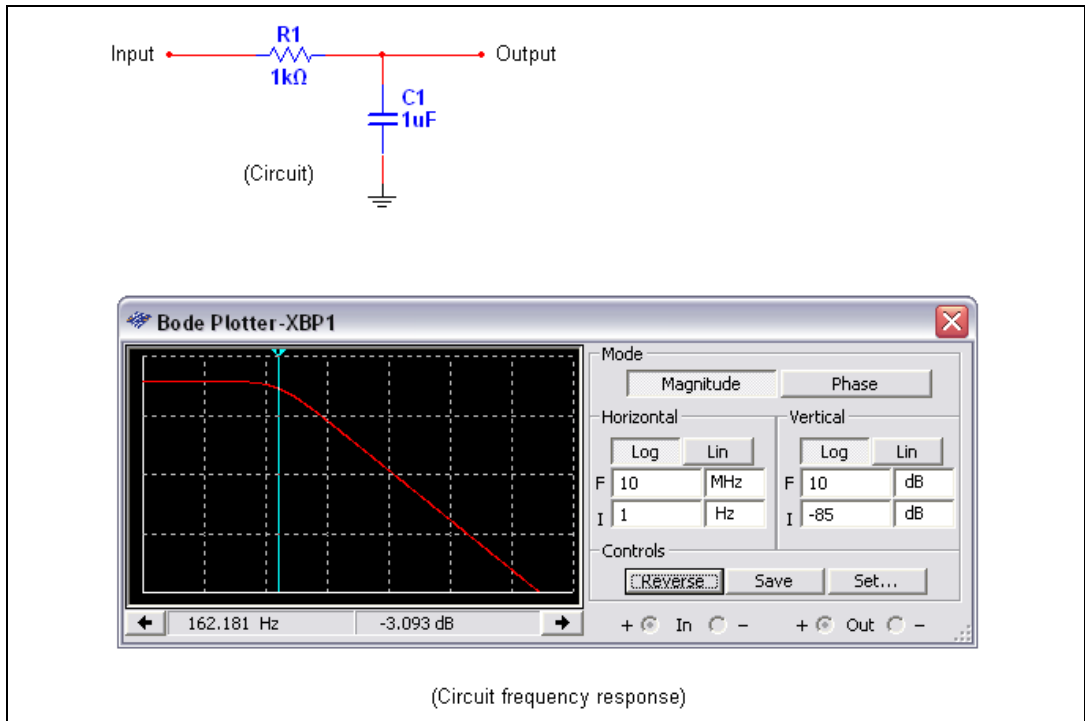 R1
Input
Output
1kΩ
C1
1uF
(Circuit)
Bode Plotter-XBP1
Mode
Magnitude
Phase
Horizontal
Vertical
Log
Lin
Log
Lin
F 10 MHz
F 10 dB
I 1 Hz
I -85 dB
Controls
Reverse
Save
Set...
162.181 Hz
-3.093 dB
+ In -
+ Out -
(Circuit frequency response)